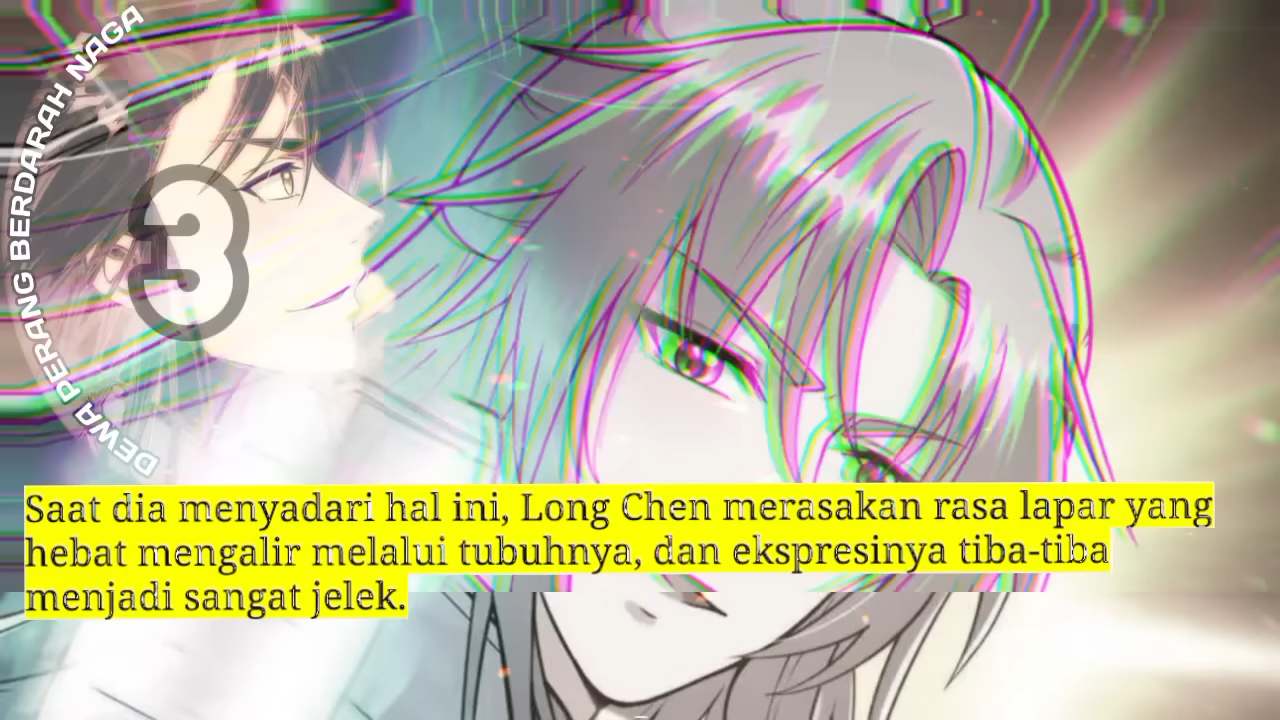 DEWA PERANG BERDARAH NAGA
3
Saat dia menyadari hal ini, Long Chen merasakan rasa lapar yang
hebat mengalir melalui tubuhnya, dan ekspresinya tiba-tiba
menjadi sangat jelek.